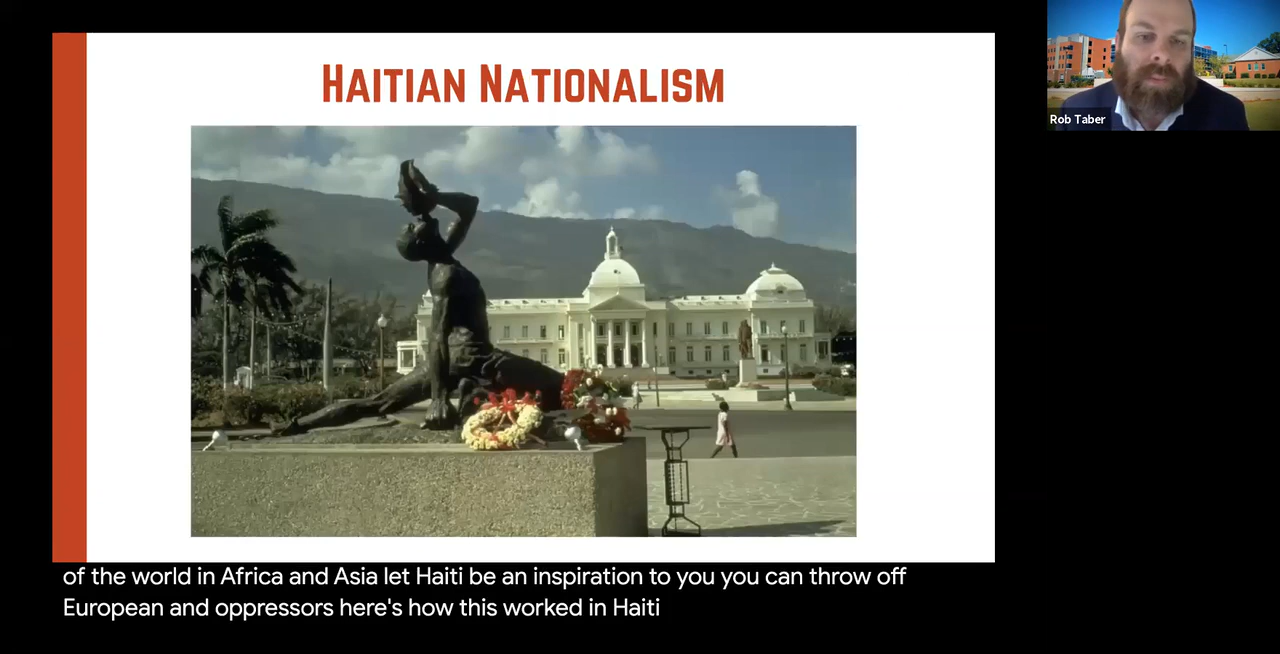 HAITIAN NATIONALISM
Rob Taber
of the world in Africa and Asia let Haiti be an inspiration to you you can throw off
European and oppressors here's how this worked in Haiti